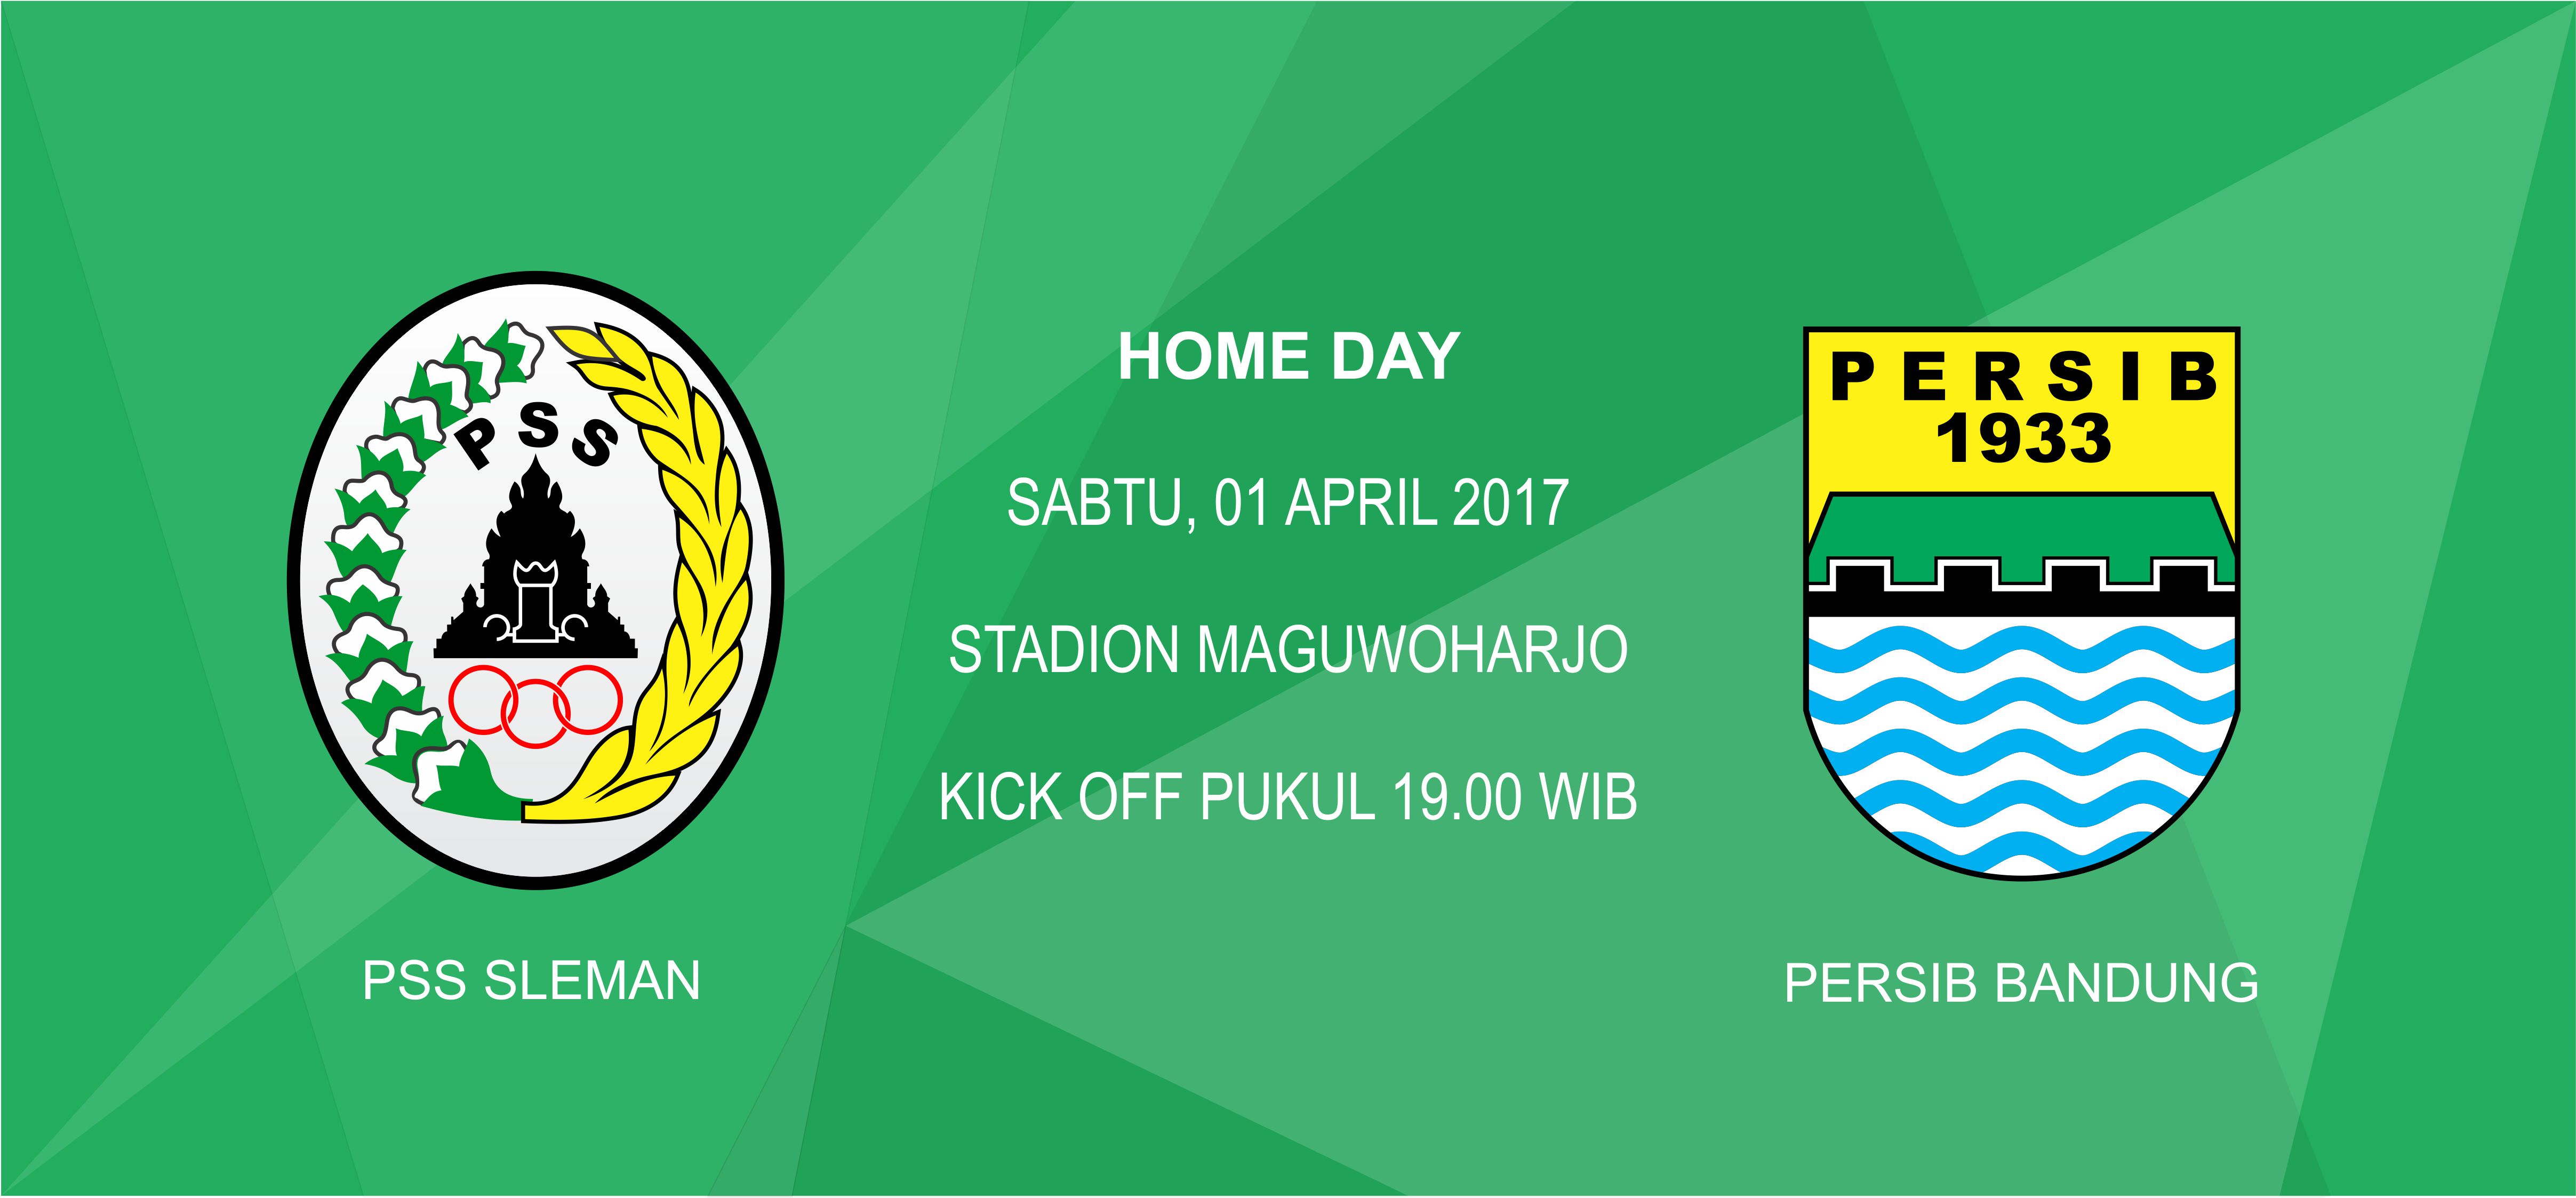 PSS
PSS SLEMAN
HOME DAY
SABTU, 01 APRIL 2017
STADION MAGUWOHARJO
KICK OFF PUKUL 19.00 WIB
PERSIB
1933
PERSIB BANDUNG